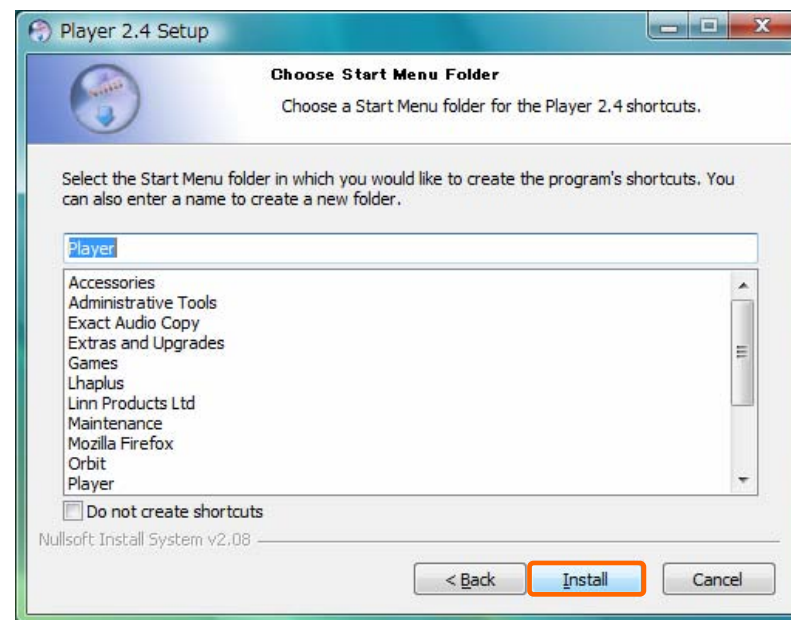 Player 2.4 Setup
Choose Start Menu Folder
Choose a Start Menu folder for the Player 2.4 shortcuts.
Select the Start Menu folder in which you would like to create the program's shortcuts. You
can also enter a name to create a new folder.
Player
Accessories
Administrative Tools
Exact Audio Copy
Extras and Upgrades
Games
Lhaplus
Linn Products Ltd
Maintenance
Mozilla Firefox
Orbit
Player
Do not create shortcuts
Nullsoft Install System v2.08
< Back Install Cancel